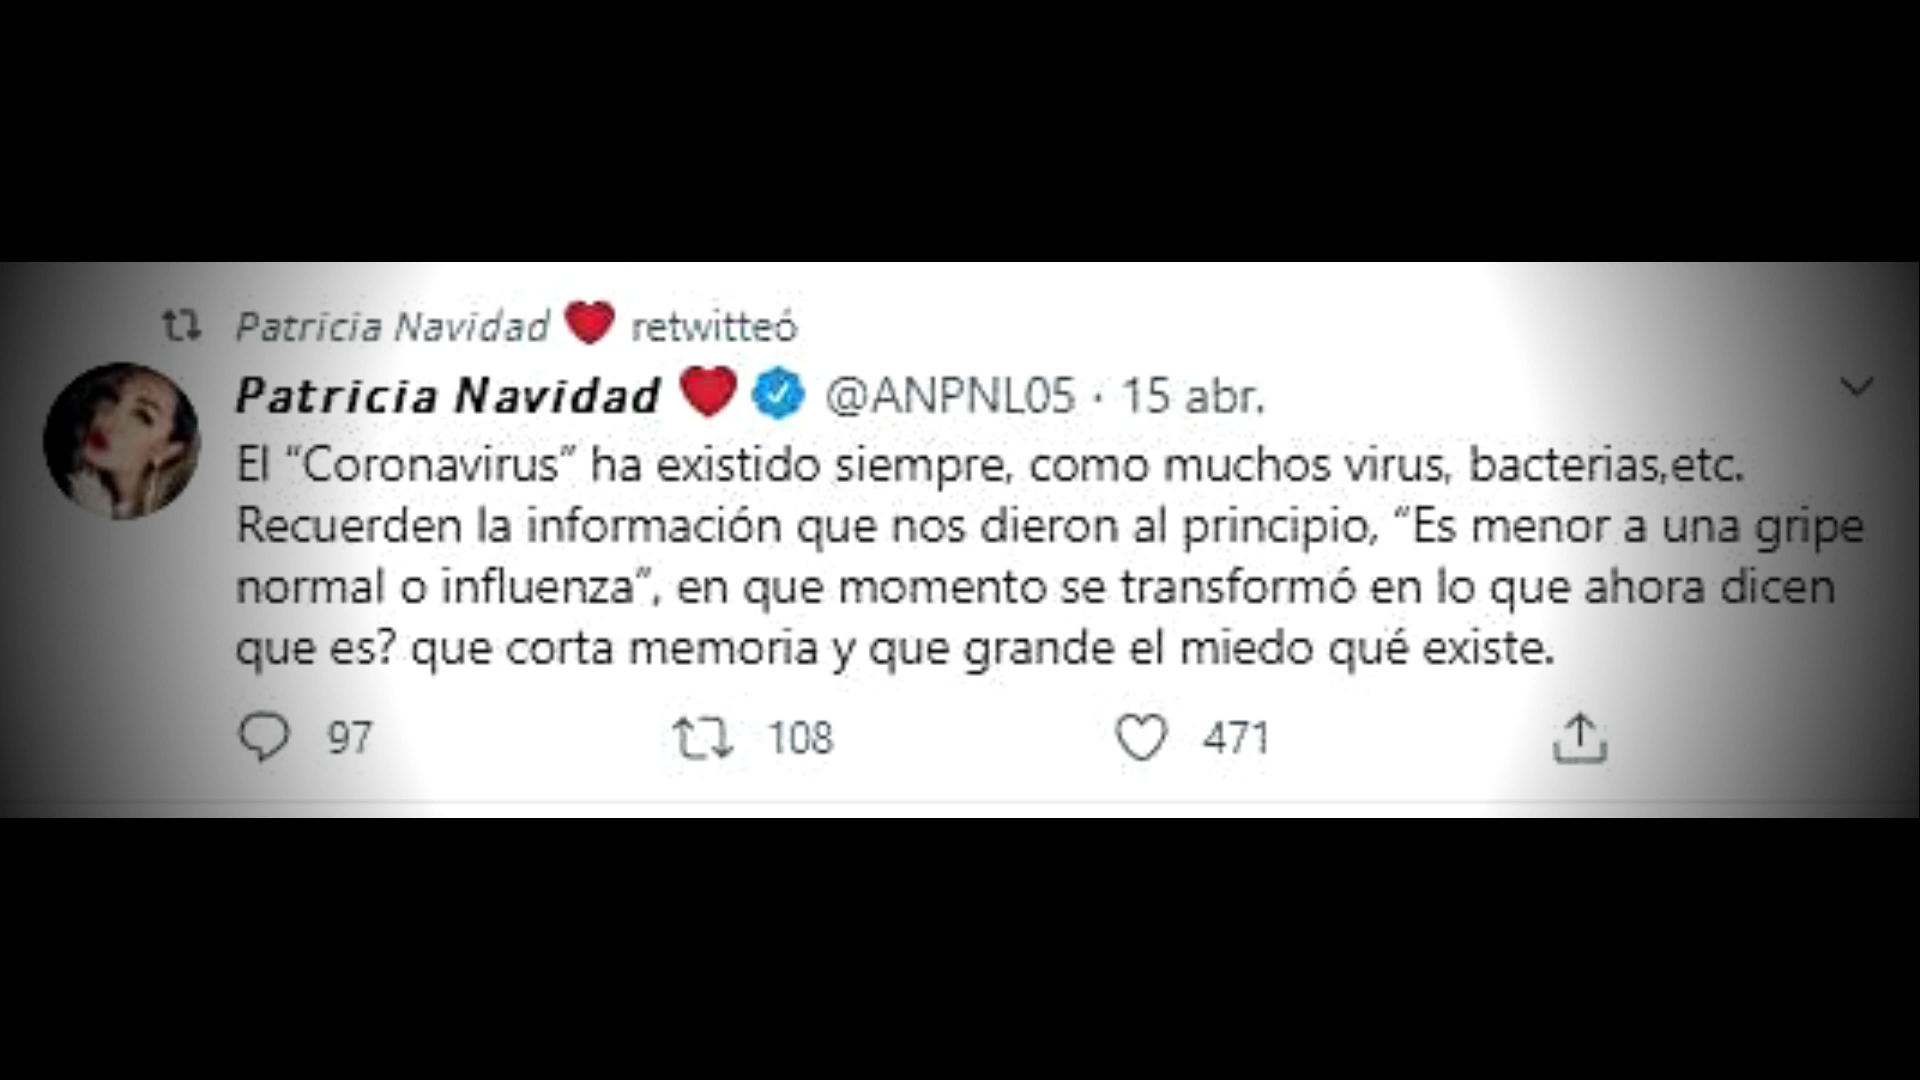 Patricia Navidad ❤️ retwitteó
Patricia Navidad ❤️ @ANPNL05 · 15 abr.
El “Coronavirus” ha existido siempre, como muchos virus, bacterias,etc.
Recuerden la información que nos dieron al principio, “Es menor a una gripe
normal o influenza”, en que momento se transformó en lo que ahora dicen
que es? que corta memoria y que grande el miedo qué existe.
97 108 471